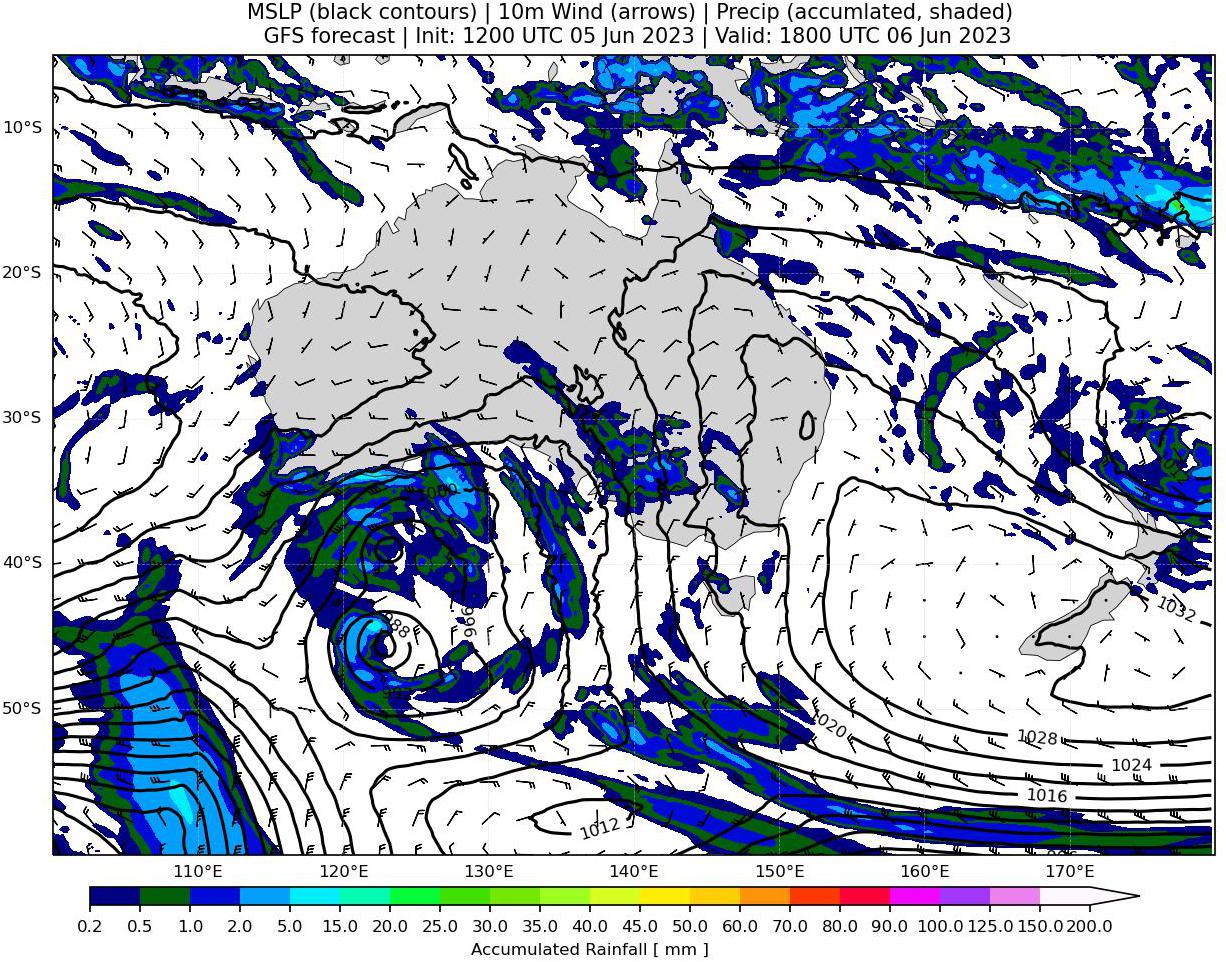 MSLP (black contours) | 10m Wind (arrows) | Precip (accumlated, shaded)
GFS forecast | Init: 1200 UTC 05 Jun 2023 | Valid: 1800 UTC 06 Jun 2023
10°S
20°S
30°S
1000
40°S
996
988
1032
992
50°S
1020
1028
1024
1016
1012
110°E 120°E 130°E 140°E 150°E 160°E 170°E
0.2 0.5 1.0 2.0 5.0 10.0 15.0 20.0 25.0 30.0 35.0 40.0 45.0 50.0 60.0 70.0 80.0 90.0 100.0 125.0 150.0 200.0
Accumulated Rainfall [ mm ]